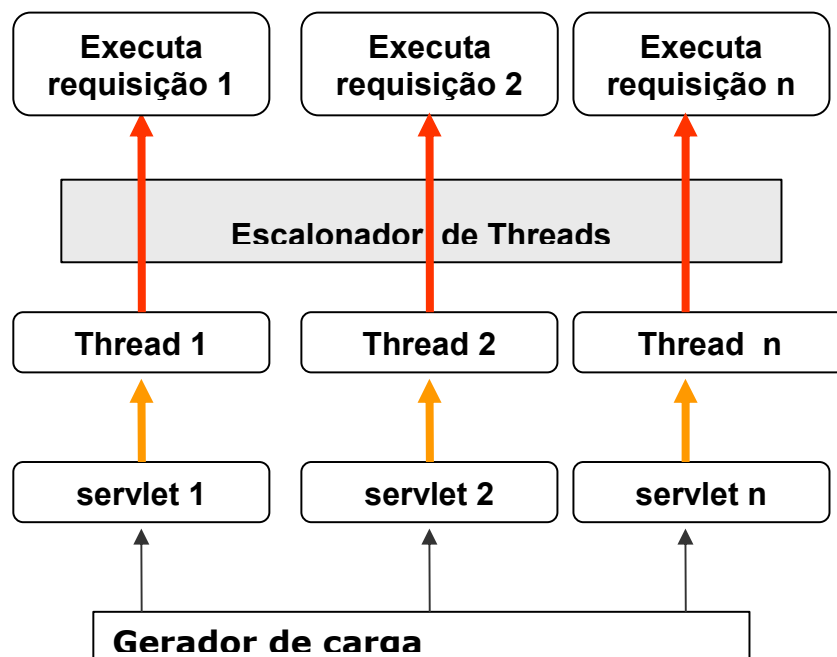 Executa
requisição 1
Executa
requisição 2
Executa
requisição n
Escalonador de Threads
Thread 1
Thread 2
Thread n
servlet 1
servlet 2
servlet n
Gerador de carga